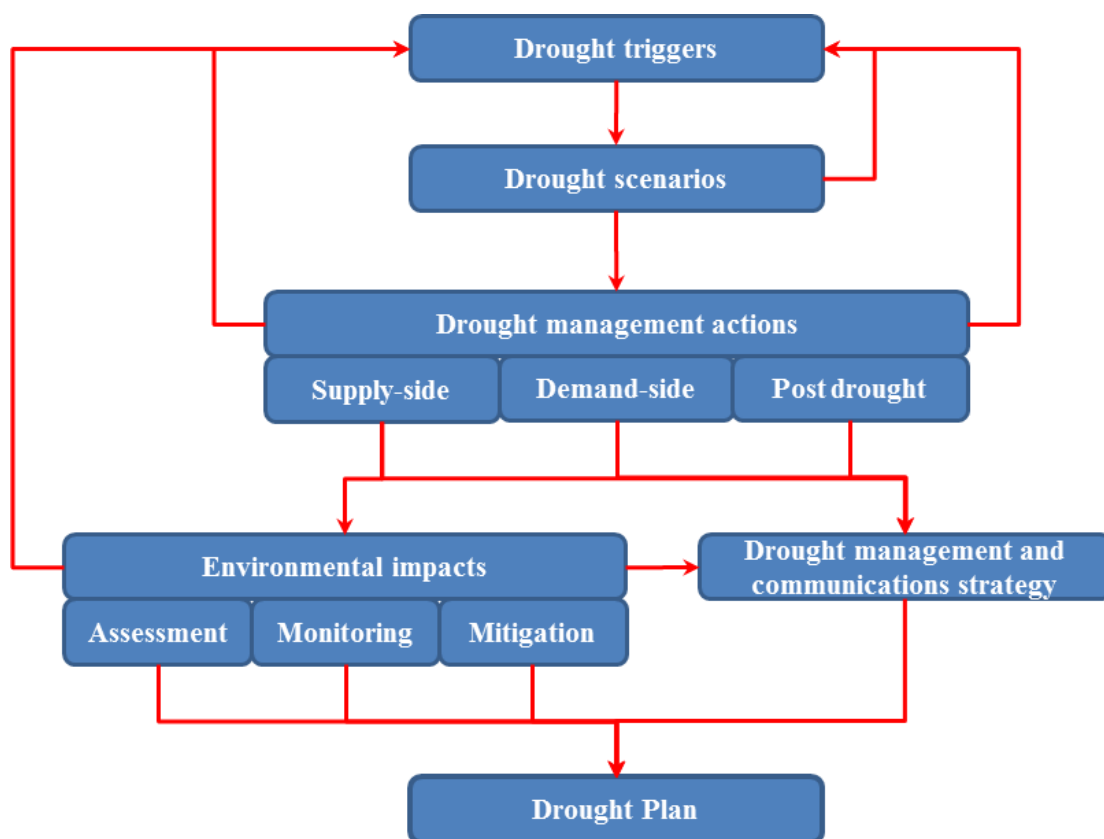 Drought triggers
Drought scenarios
Drought management actions
Supply-side
Demand-side
Post drought
Environmental impacts
Drought management and
communications strategy
Assessment
Monitoring
Mitigation
Drought Plan